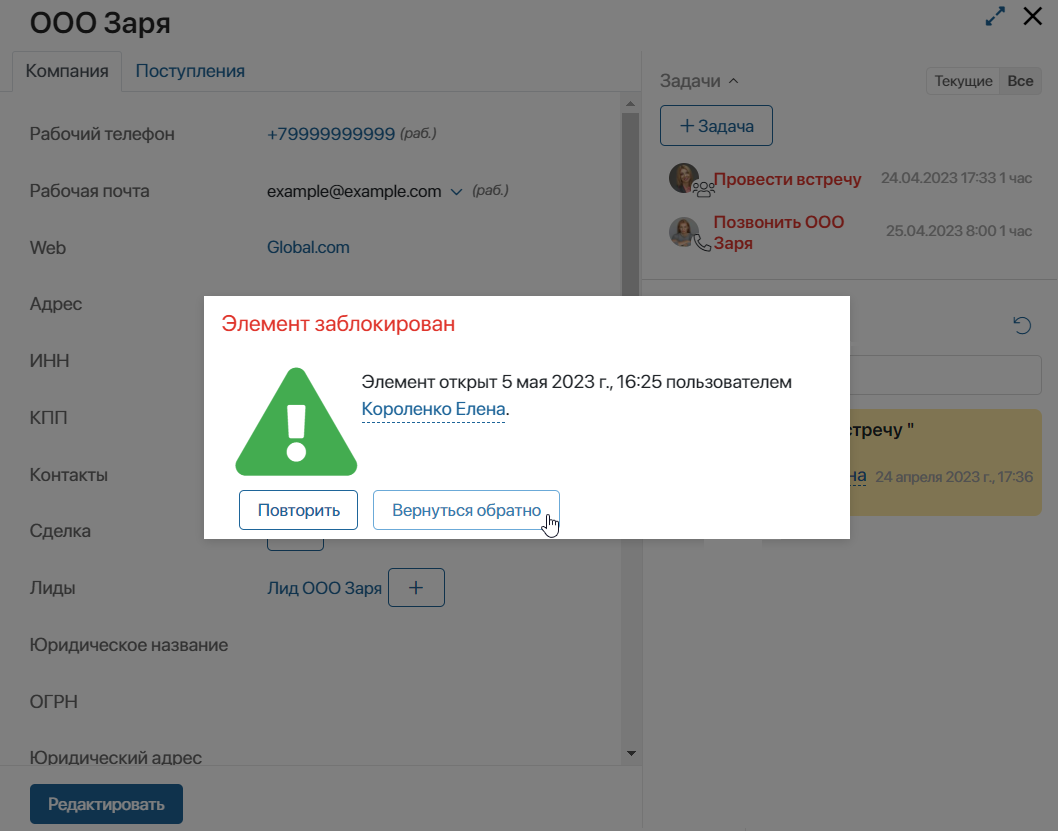 ООО Заря
Компания
Поступления
Рабочий телефон
+79999999999 (раб.)
Рабочая почта
example@example.com (раб.)
Web
Global.com
Адрес
ИНН
КПП
Контакты
Сделка
Лиды
Лид ООО Заря +
Юридическое название
ОГРН
Юридический адрес
Редактировать
Задачи
Текущие Все
+ Задача
Провести встречу 24.04.2023 17:33 1 час
Позвонить ООО
Заря
25.04.2023 8:00 1 час
"
24 апреля 2023 г., 17:36
Элемент заблокирован
Элемент открыт 5 мая 2023 г., 16:25 пользователем
Короленко Елена.
Повторить
Вернуться обратно